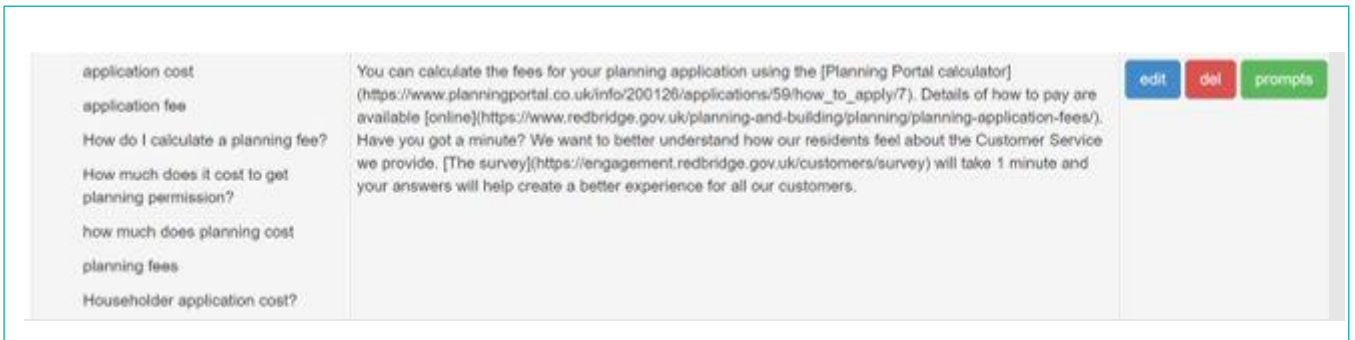 application cost
application fee
How do I calculate a planning fee?
How much does it cost to get
planning permission?
how much does planning cost
planning fees
Householder application cost?
You can calculate the fees for your planning application using the [Planning Portal calculator]
(https://www.planningportal.co.uk/info/200126/applications/59/how_to_apply/7). Details of how to pay are
available [online](https://www.redbridge.gov.uk/planning-and-building/planning/planning-application-fees/).
Have you got a minute? We want to better understand how our residents feel about the Customer Service
we provide. [The survey](https://engagement.redbridge.gov.uk/customers/survey) will take 1 minute and
your answers will help create a better experience for all our customers.
edit del prompts